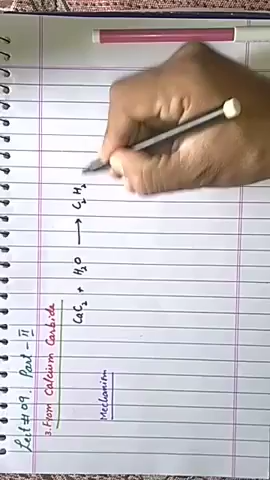 Lect # 09. Part - II
3. From Calcium Carbide
CaC₂ + H₂O ⟶ C₂H₂
Mechanism